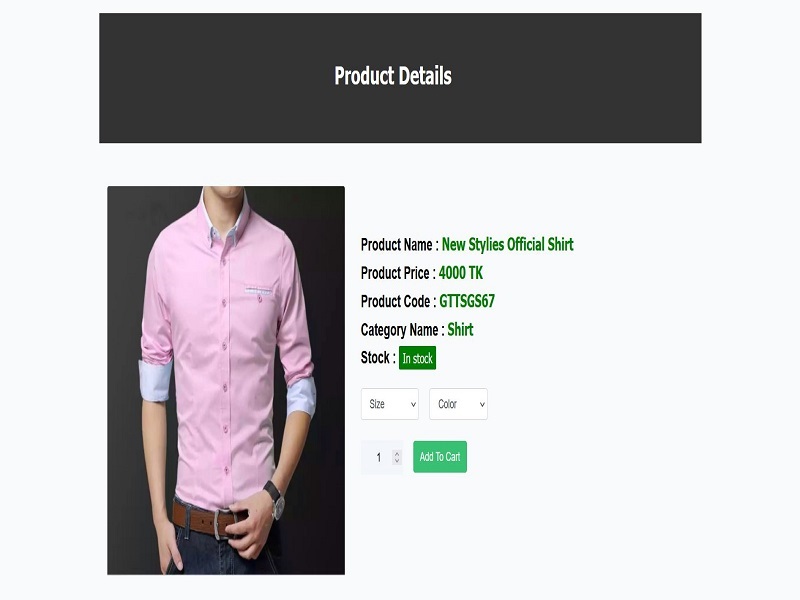 Product Details
Product Name : New Stylies Official Shirt
Product Price : 4000 TK
Product Code : GTTSGS67
Category Name : Shirt
Stock : In stock
Size Color
1 Add To Cart